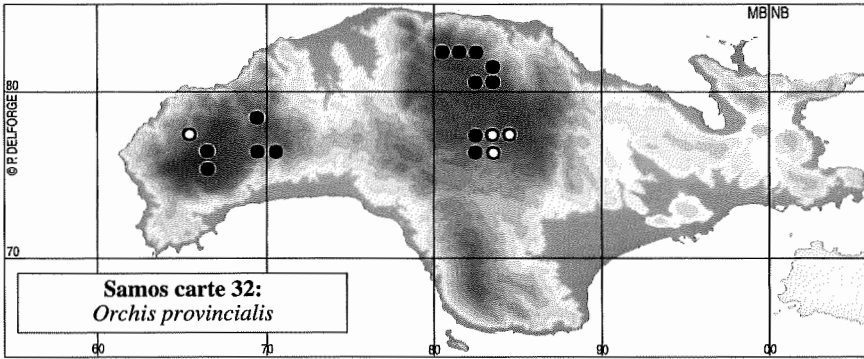 MB NB
80
© P. DELFORGE
70
Samos carte 32:
Orchis provincialis
60
70
80
90
00